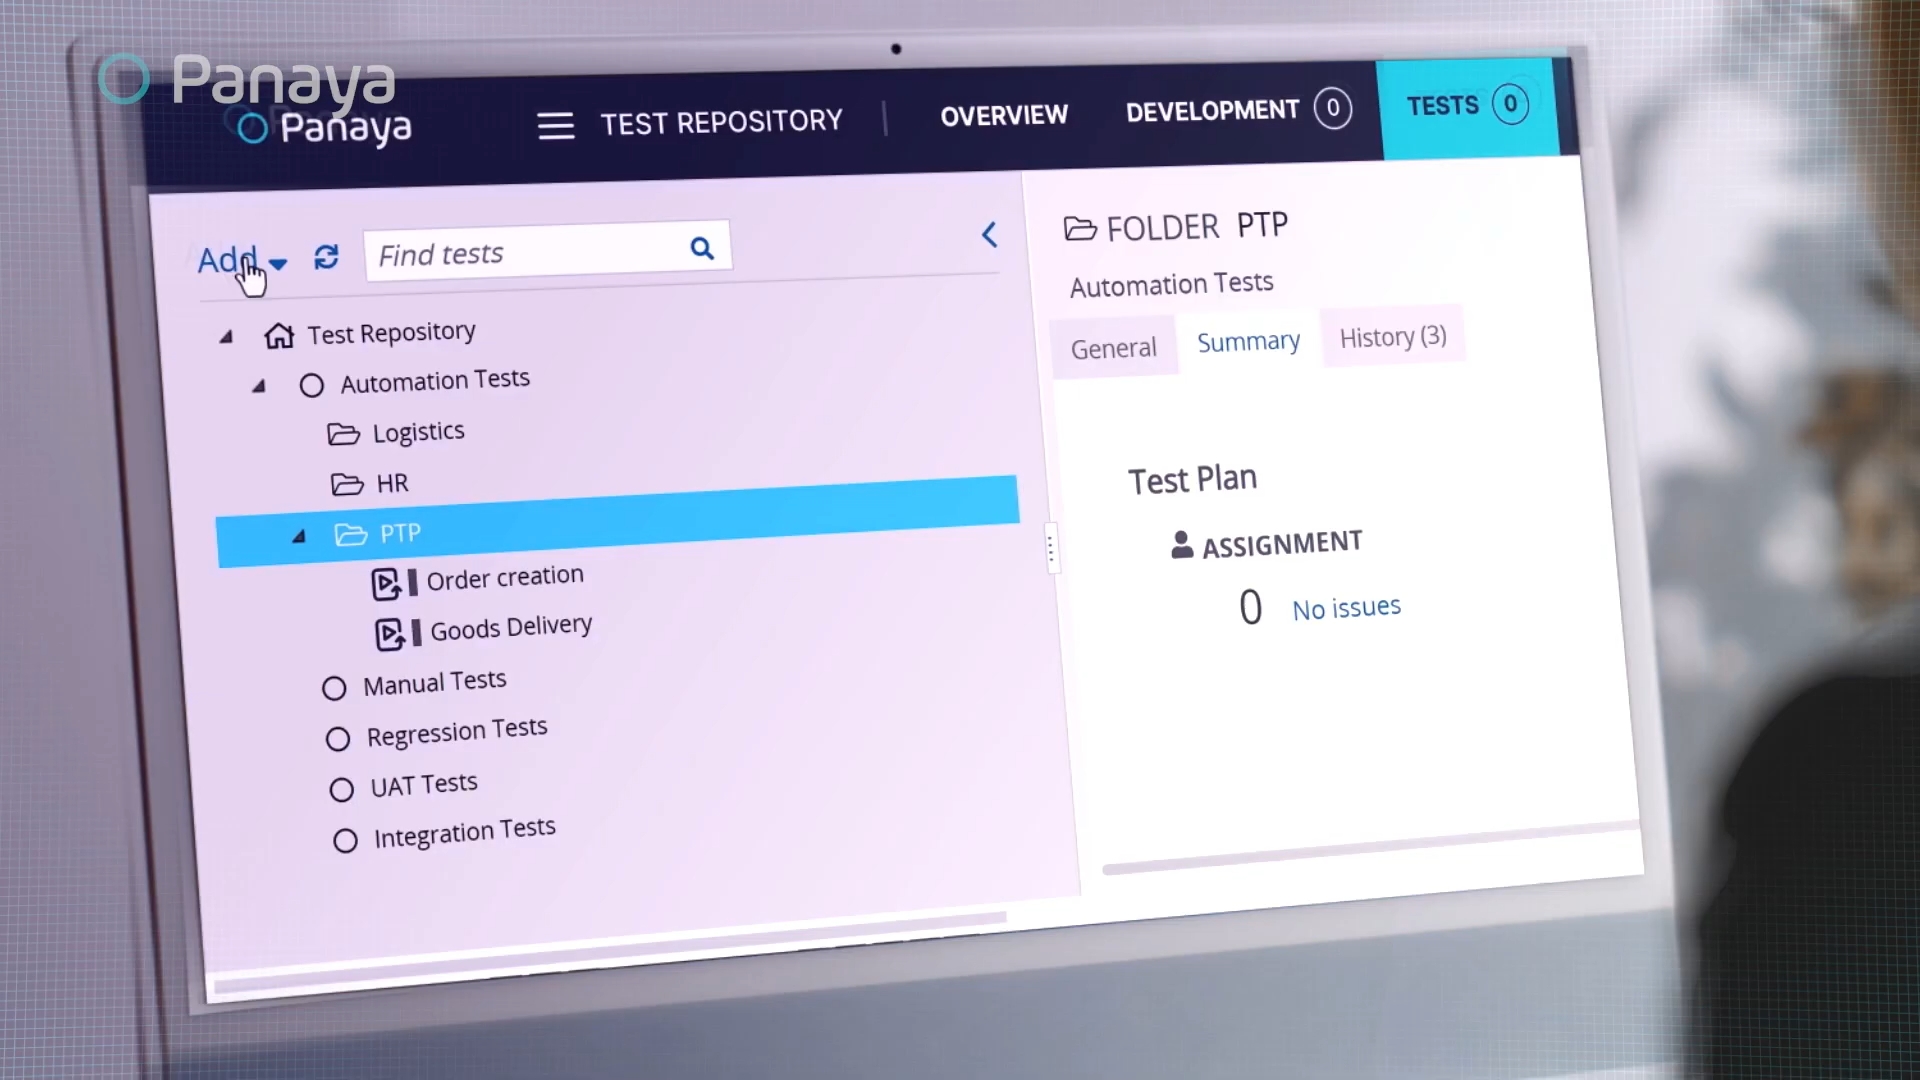 Panaya
Panaya
TEST REPOSITORY
OVERVIEW
DEVELOPMENT 0
TESTS 0
Add
Find tests
Test Repository
Automation Tests
Logistics
HR
PTP
Order creation
Goods Delivery
Manual Tests
Regression Tests
UAT Tests
Integration Tests
FOLDER PTP
Automation Tests
General
Summary
History (3)
Test Plan
ASSIGNMENT
0 No issues